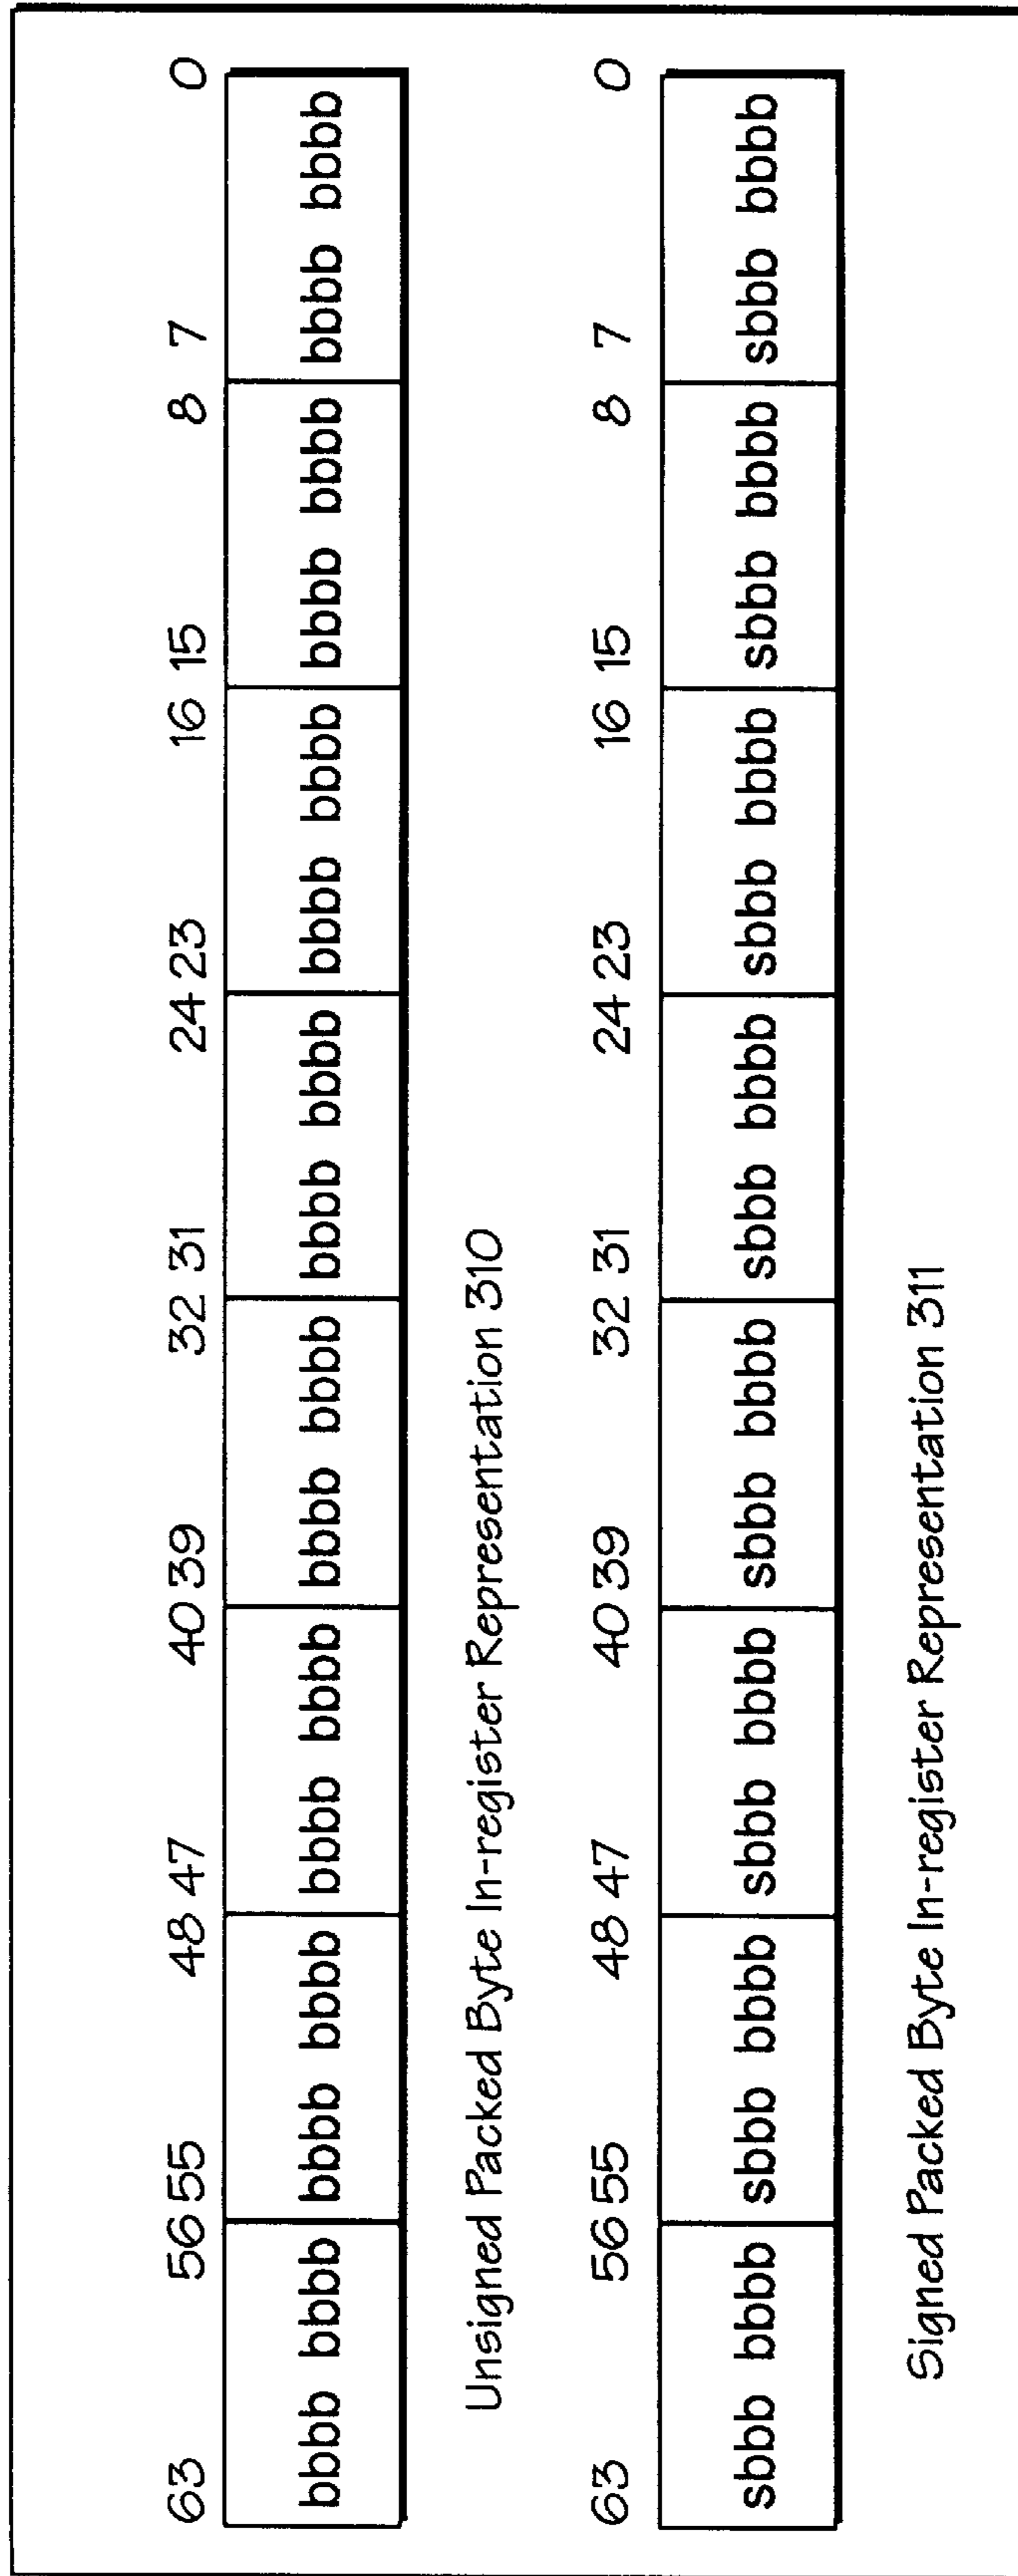 63 56 55 48 47 40 39 32 31 24 23 16 15 8 7 0
bbbb bbbb bbbb bbbb bbbb bbbb bbbb bbbb bbbb bbbb bbbb bbbb bbbb bbbb bbbb bbbb
Unsigned Packed Byte In-register Representation 310
63 56 55 48 47 40 39 32 31 24 23 16 15 8 7 0
sbbb bbbb sbbb bbbb sbbb bbbb sbbb bbbb sbbb bbbb sbbb bbbb sbbb bbbb sbbb bbbb
Signed Packed Byte In-register Representation 311